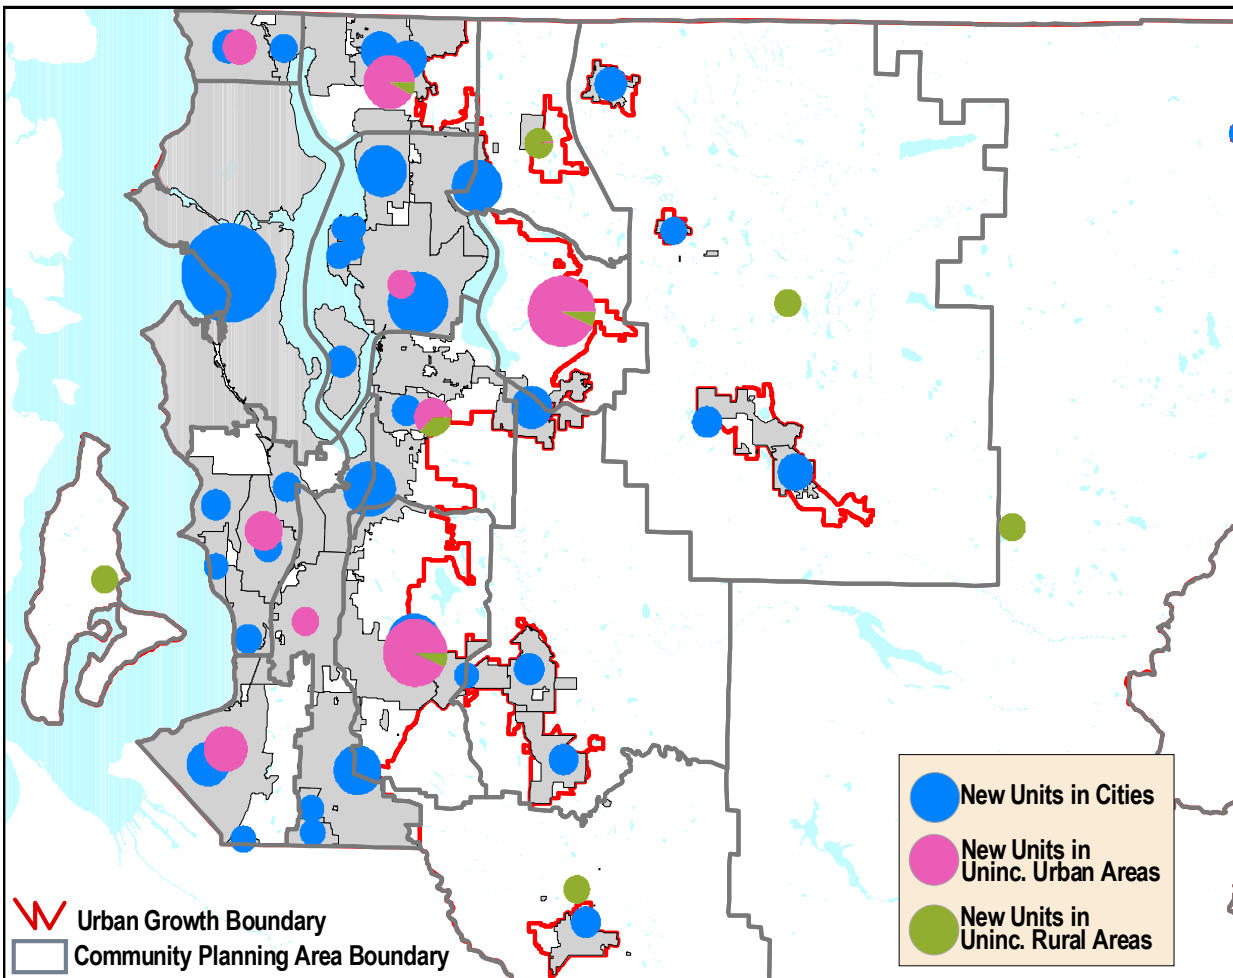 New Units in Cities
New Units in
Uninc. Urban Areas
New Units in
Uninc. Rural Areas
Urban Growth Boundary
Community Planning Area Boundary